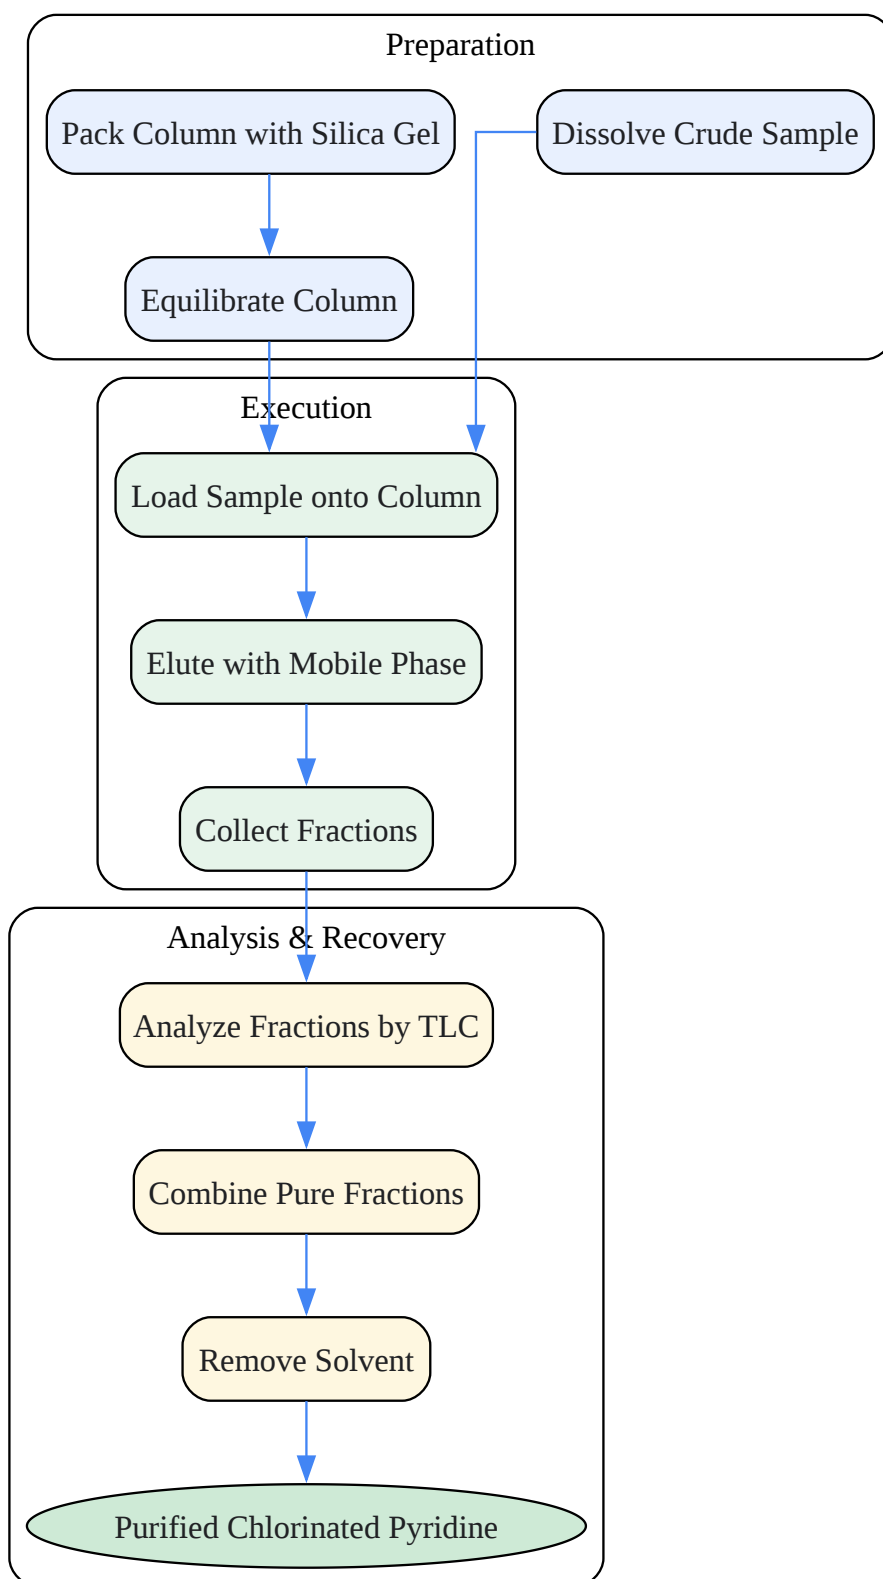 Preparation
Pack Column with Silica Gel
Dissolve Crude Sample
Equilibrate Column
Execution
Load Sample onto Column
Elute with Mobile Phase
Collect Fractions
Analysis & Recovery
Analyze Fractions by TLC
Combine Pure Fractions
Remove Solvent
Purified Chlorinated Pyridine